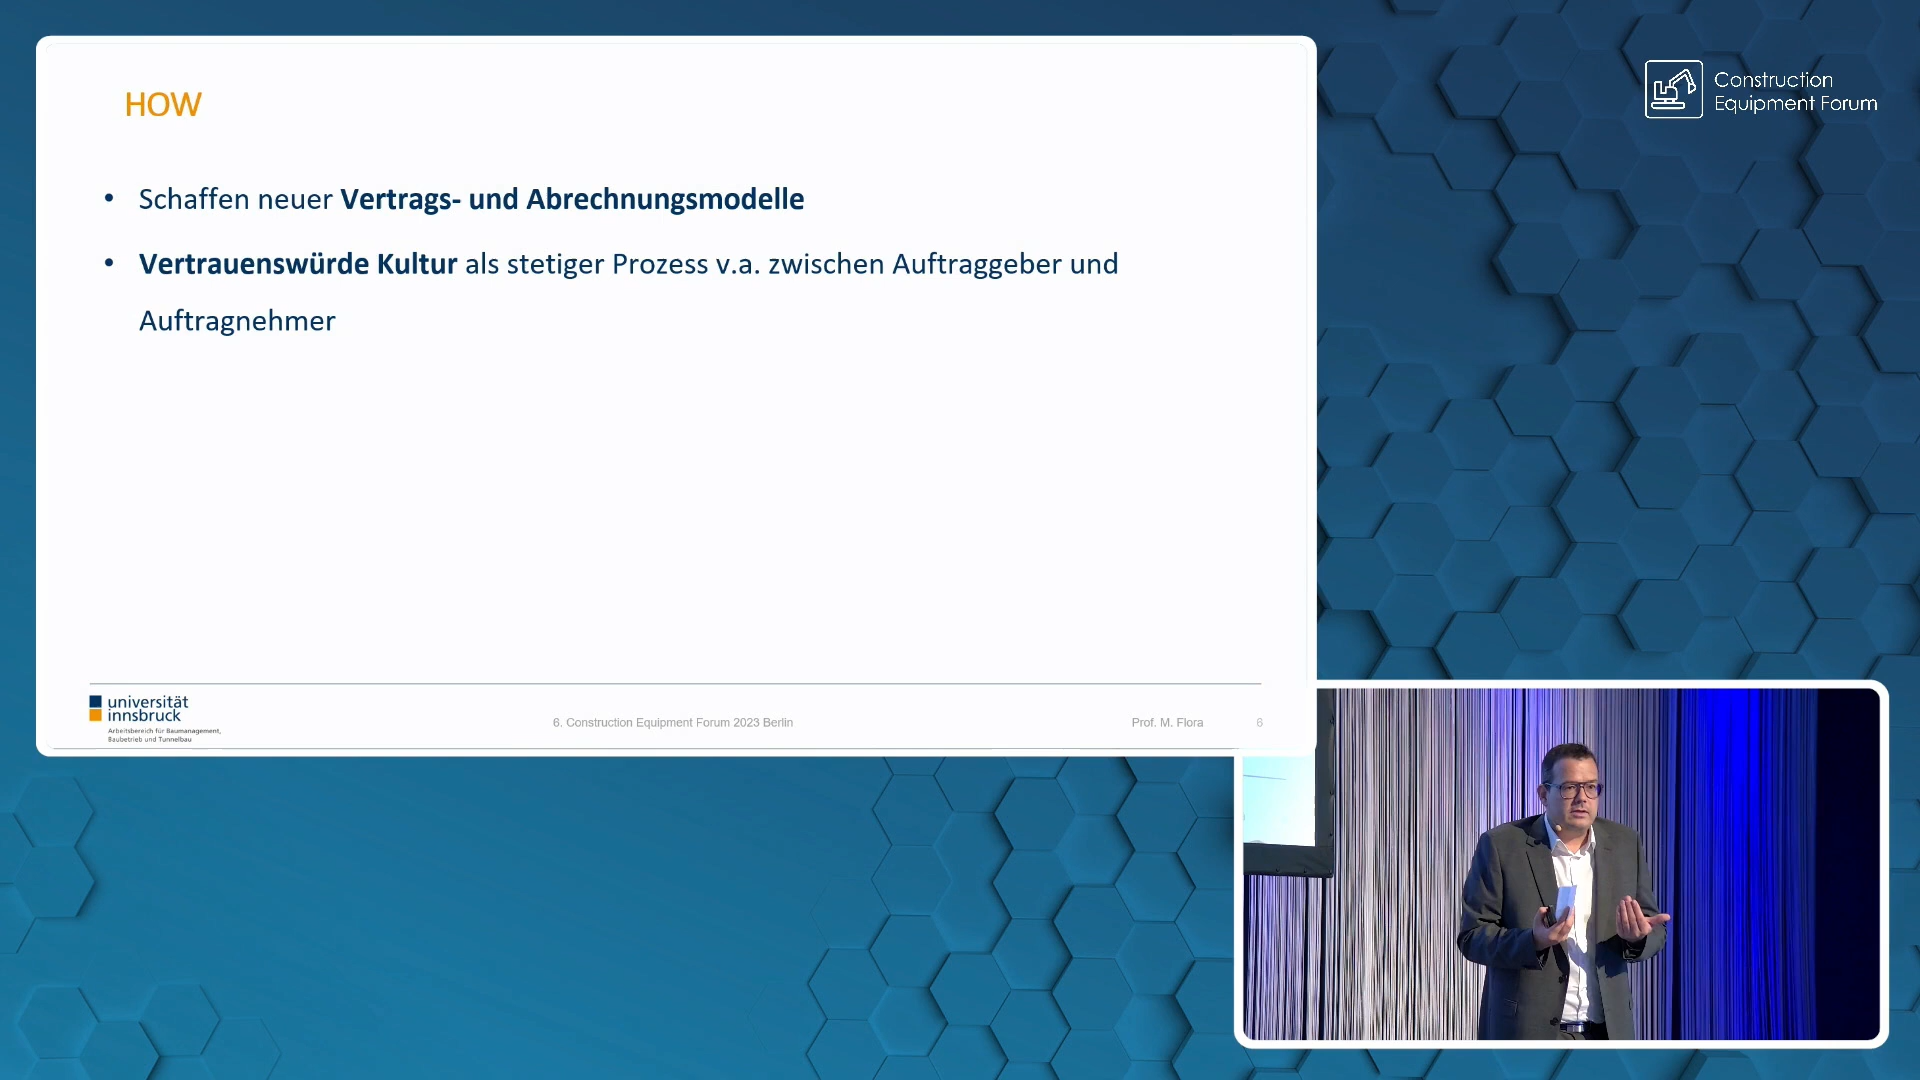 HOW
• Schaffen neuer Vertrags- und Abrechnungsmodelle
• Vertrauenswürde Kultur als stetiger Prozess v.a. zwischen Auftraggeber und
Auftragnehmer
universität
innsbruck
Arbeitsbereich für Baumanagement,
Baubetrieb und Tunnelbau
6. Construction Equipment Forum 2023 Berlin
Prof. M. Flora
6
Construction
Equipment Forum